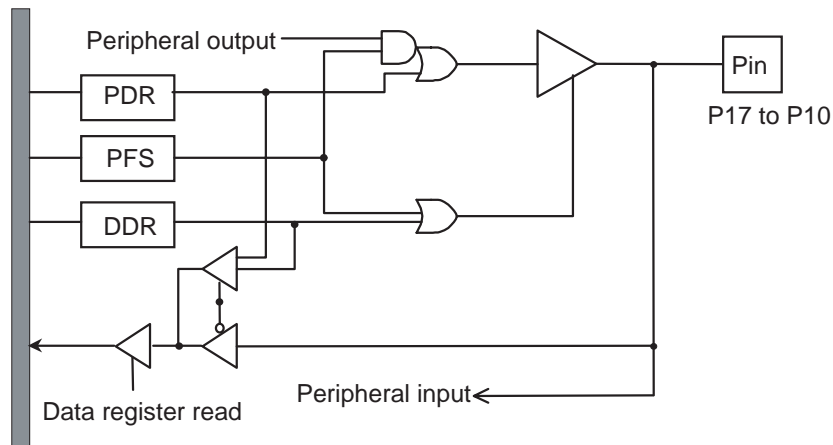 Peripheral output
PDR
Pin
P17 to P10
PFS
DDR
Peripheral input
Data register read